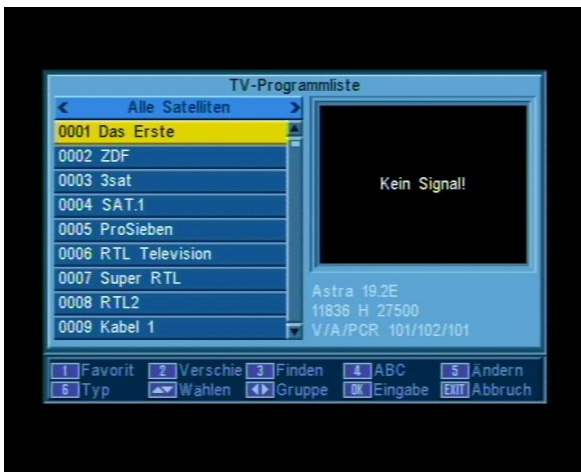 TV-Programmliste
Alle Satelliten
0001 Das Erste
0002 ZDF
0003 3sat
0004 SAT.1
0005 ProSieben
0006 RTL Television
0007 Super RTL
0008 RTL2
0009 Kabel 1
Kein Signal!
Astra 19.2E
11836 H 27500
V/A/PCR 101/102/101
1 Favorit 2 Verschie 3 Finden 4 ABC 5 Ändern
6 Typ Wählen Gruppe OK Eingabe EXIT Abbruch